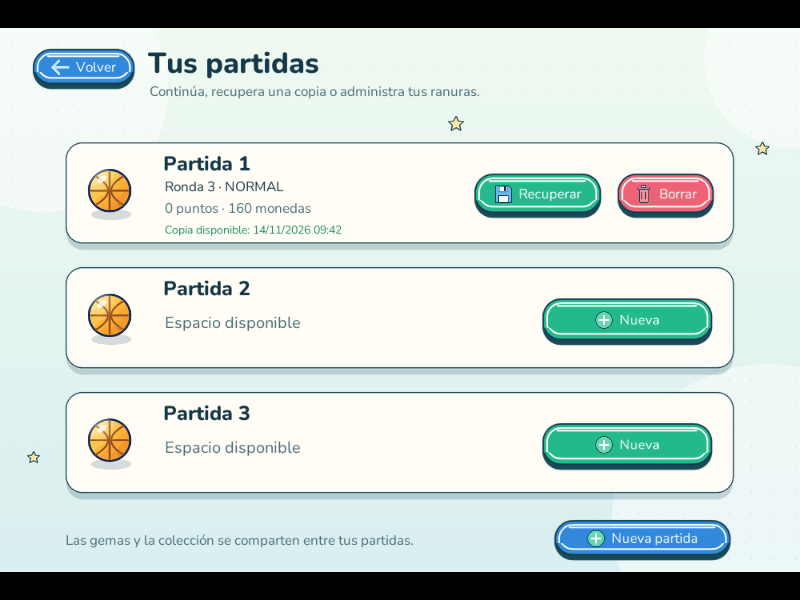 Volver
Tus partidas
Continúa, recupera una copia o administra tus ranuras.
Partida 1
Ronda 3 · NORMAL
0 puntos · 160 monedas
Copia disponible: 14/11/2026 09:42
Recuperar
Borrar
Partida 2
Espacio disponible
Nueva
Partida 3
Espacio disponible
Nueva
Las gemas y la colección se comparten entre tus partidas.
Nueva partida